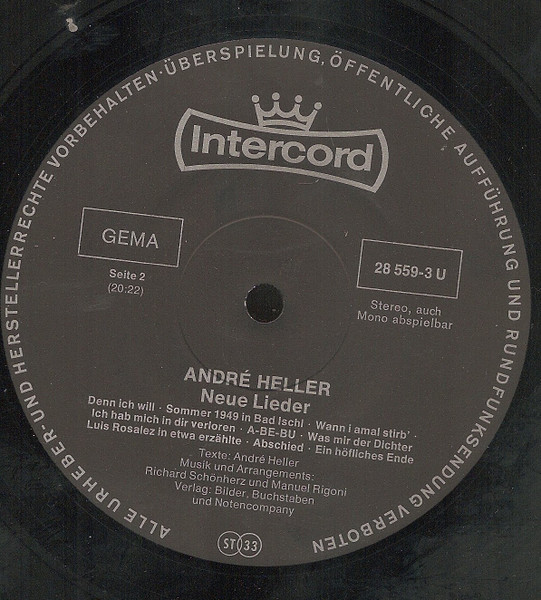 ALLE URHEBER- UND HERSTELLERRECHTE VORBEHALTEN · ÜBERSPIELUNG, ÖFFENTLICHE AUFFÜHRUNG UND RUNDFUNKSENDUNG VERBOTEN
Intercord
GEMA
Seite 2
(20:22)
28 559-3 U
Stereo, auch
Mono abspielbar
ANDRÉ HELLER
Neue Lieder
Denn ich will · Sommer 1949 in Bad Ischl · Wann i amal stirb' ·
Ich hab mich in dir verloren · A-BE-BU · Was mir der Dichter
Luis Rosalez in etwa erzählte · Abschied · Ein höfliches Ende
Texte: André Heller
Musik und Arrangements:
Richard Schönherz und Manuel Rigoni
Verlag: Bilder, Buchstaben
und Notencompany
ST 33